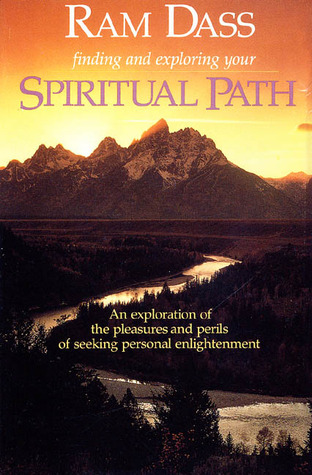 RAM DASS
finding and exploring your
SPIRITUAL PATH
An exploration of
the pleasures and perils
of seeking personal enlightenment